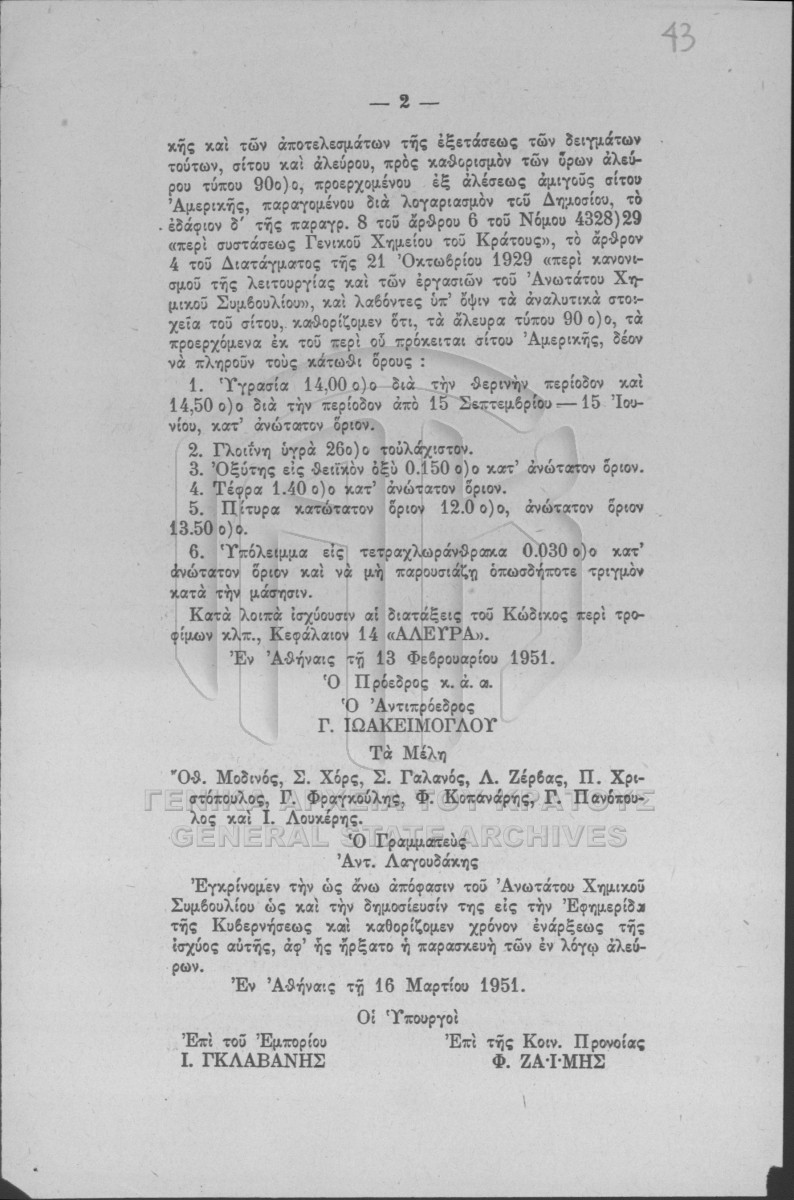 43
— 2 —
κῆς καὶ τῶν ἀποτελεσμάτων τῆς ἐξετάσεως τῶν δειγμάτων
τούτων, σίτου καὶ ἀλεύρου, πρὸς καθορισμὸν τῶν ὅρων ἀλεύ-
ρου τύπου 90ο)ο, προερχομένου ἐξ ἀλέσεως ἀμιγοῦς σίτου
Ἀμερικῆς, παραγομένου διὰ λογαριασμὸν τοῦ Δημοσίου, τὸ
ἐδάφιον δ΄ τῆς παραγρ. 8 τοῦ ἄρθρου 6 τοῦ Νόμου 4328)29
«περὶ συστάσεως Γενικοῦ Χημείου τοῦ Κράτους», τὸ ἄρθρον
4 τοῦ Διατάγματος τῆς 21 Ὀκτωβρίου 1929 «περὶ κανονι-
σμοῦ τῆς λειτουργίας καὶ τῶν ἐργασιῶν τοῦ Ἀνωτάτου Χη-
μικοῦ Συμβουλίου», καὶ λαβόντες ὑπ’ ὄψιν τὰ ἀναλυτικὰ στοι-
χεῖα τοῦ σίτου, καθορίζομεν ὅτι, τὰ ἄλευρα τύπου 90 ο)ο, τὰ
προερχόμενα ἐκ τοῦ περὶ οὗ πρόκειται σίτου Ἀμερικῆς, δέον
νὰ πληροῦν τοὺς κάτωθι ὅρους :
1. Ὑγρασία 14,00 ο)ο διὰ τὴν θερινὴν περίοδον καὶ
14,50 ο)ο διὰ τὴν περίοδον ἀπὸ 15 Σεπτεμβρίου — 15 Ἰου-
νίου, κατ’ ἀνώτατον ὅριον.
2. Γλοιΐνη ὑγρὰ 26ο)ο τοὐλάχιστον.
3. Ὀξύτης εἰς θειϊκὸν ὀξὺ 0.150 ο)ο κατ’ ἀνώτατον ὅριον.
4. Τέφρα 1.40 ο)ο κατ’ ἀνώτατον ὅριον.
5. Πίτυρα κατώτατον ὅριον 12.0 ο)ο, ἀνώτατον ὅριον
13.50 ο)ο.
6. Ὑπόλειμμα εἰς τετραχλωράνθρακα 0.030 ο)ο κατ’
ἀνώτατον ὅριον καὶ νὰ μὴ παρουσιάζῃ ὁπωσδήποτε τριγμὸν
κατὰ τὴν μάσησιν.
Κατὰ λοιπὰ ἰσχύουσιν αἱ διατάξεις τοῦ Κώδικος περὶ τρο-
φίμων κλπ., Κεφάλαιον 14 «ΑΛΕΥΡΑ».
Ἐν Ἀθήναις τῇ 13 Φεβρουαρίου 1951.
Ὁ Πρόεδρος κ. ἀ. α.
Ὁ Ἀντιπρόεδρος
Γ. ΙΩΑΚΕΙΜΟΓΛΟΥ
Τὰ Μέλη
Ὄθ. Μοδινός, Σ. Χόρς, Σ. Γαλανός, Λ. Ζέρβας, Π. Χρι-
στόπουλος, Γ. Φραγκούλης, Φ. Κοπανάρης, Γ. Πανόπου-
ΓΕΝΙΚΑ ΑΡΧΕΙΑ ΤΟΥ ΚΡΑΤΟΥΣ
λος καὶ Ι. Λουκέρης.
GENERAL STATE ARCHIVES
Ὁ Γραμματεὺς
Ἀντ. Λαγουδάκης
Ἐγκρίνομεν τὴν ὡς ἄνω ἀπόφασιν τοῦ Ἀνωτάτου Χημικοῦ
Συμβουλίου ὡς καὶ τὴν δημοσίευσίν της εἰς τὴν Ἐφημερίδα
τῆς Κυβερνήσεως καὶ καθορίζομεν χρόνον ἐνάρξεως τῆς
ἰσχύος αὐτῆς, ἀφ’ ἧς ἤρξατο ἡ παρασκευὴ τῶν ἐν λόγῳ ἀλεύ-
ρων.
Ἐν Ἀθήναις τῇ 16 Μαρτίου 1951.
Οἱ Ὑπουργοὶ
Ἐπὶ τοῦ Ἐμπορίου Ἐπὶ τῆς Κοιν. Προνοίας
Ι. ΓΚΛΑΒΑΝΗΣ Φ. ΖΑ·Ι·ΜΗΣ